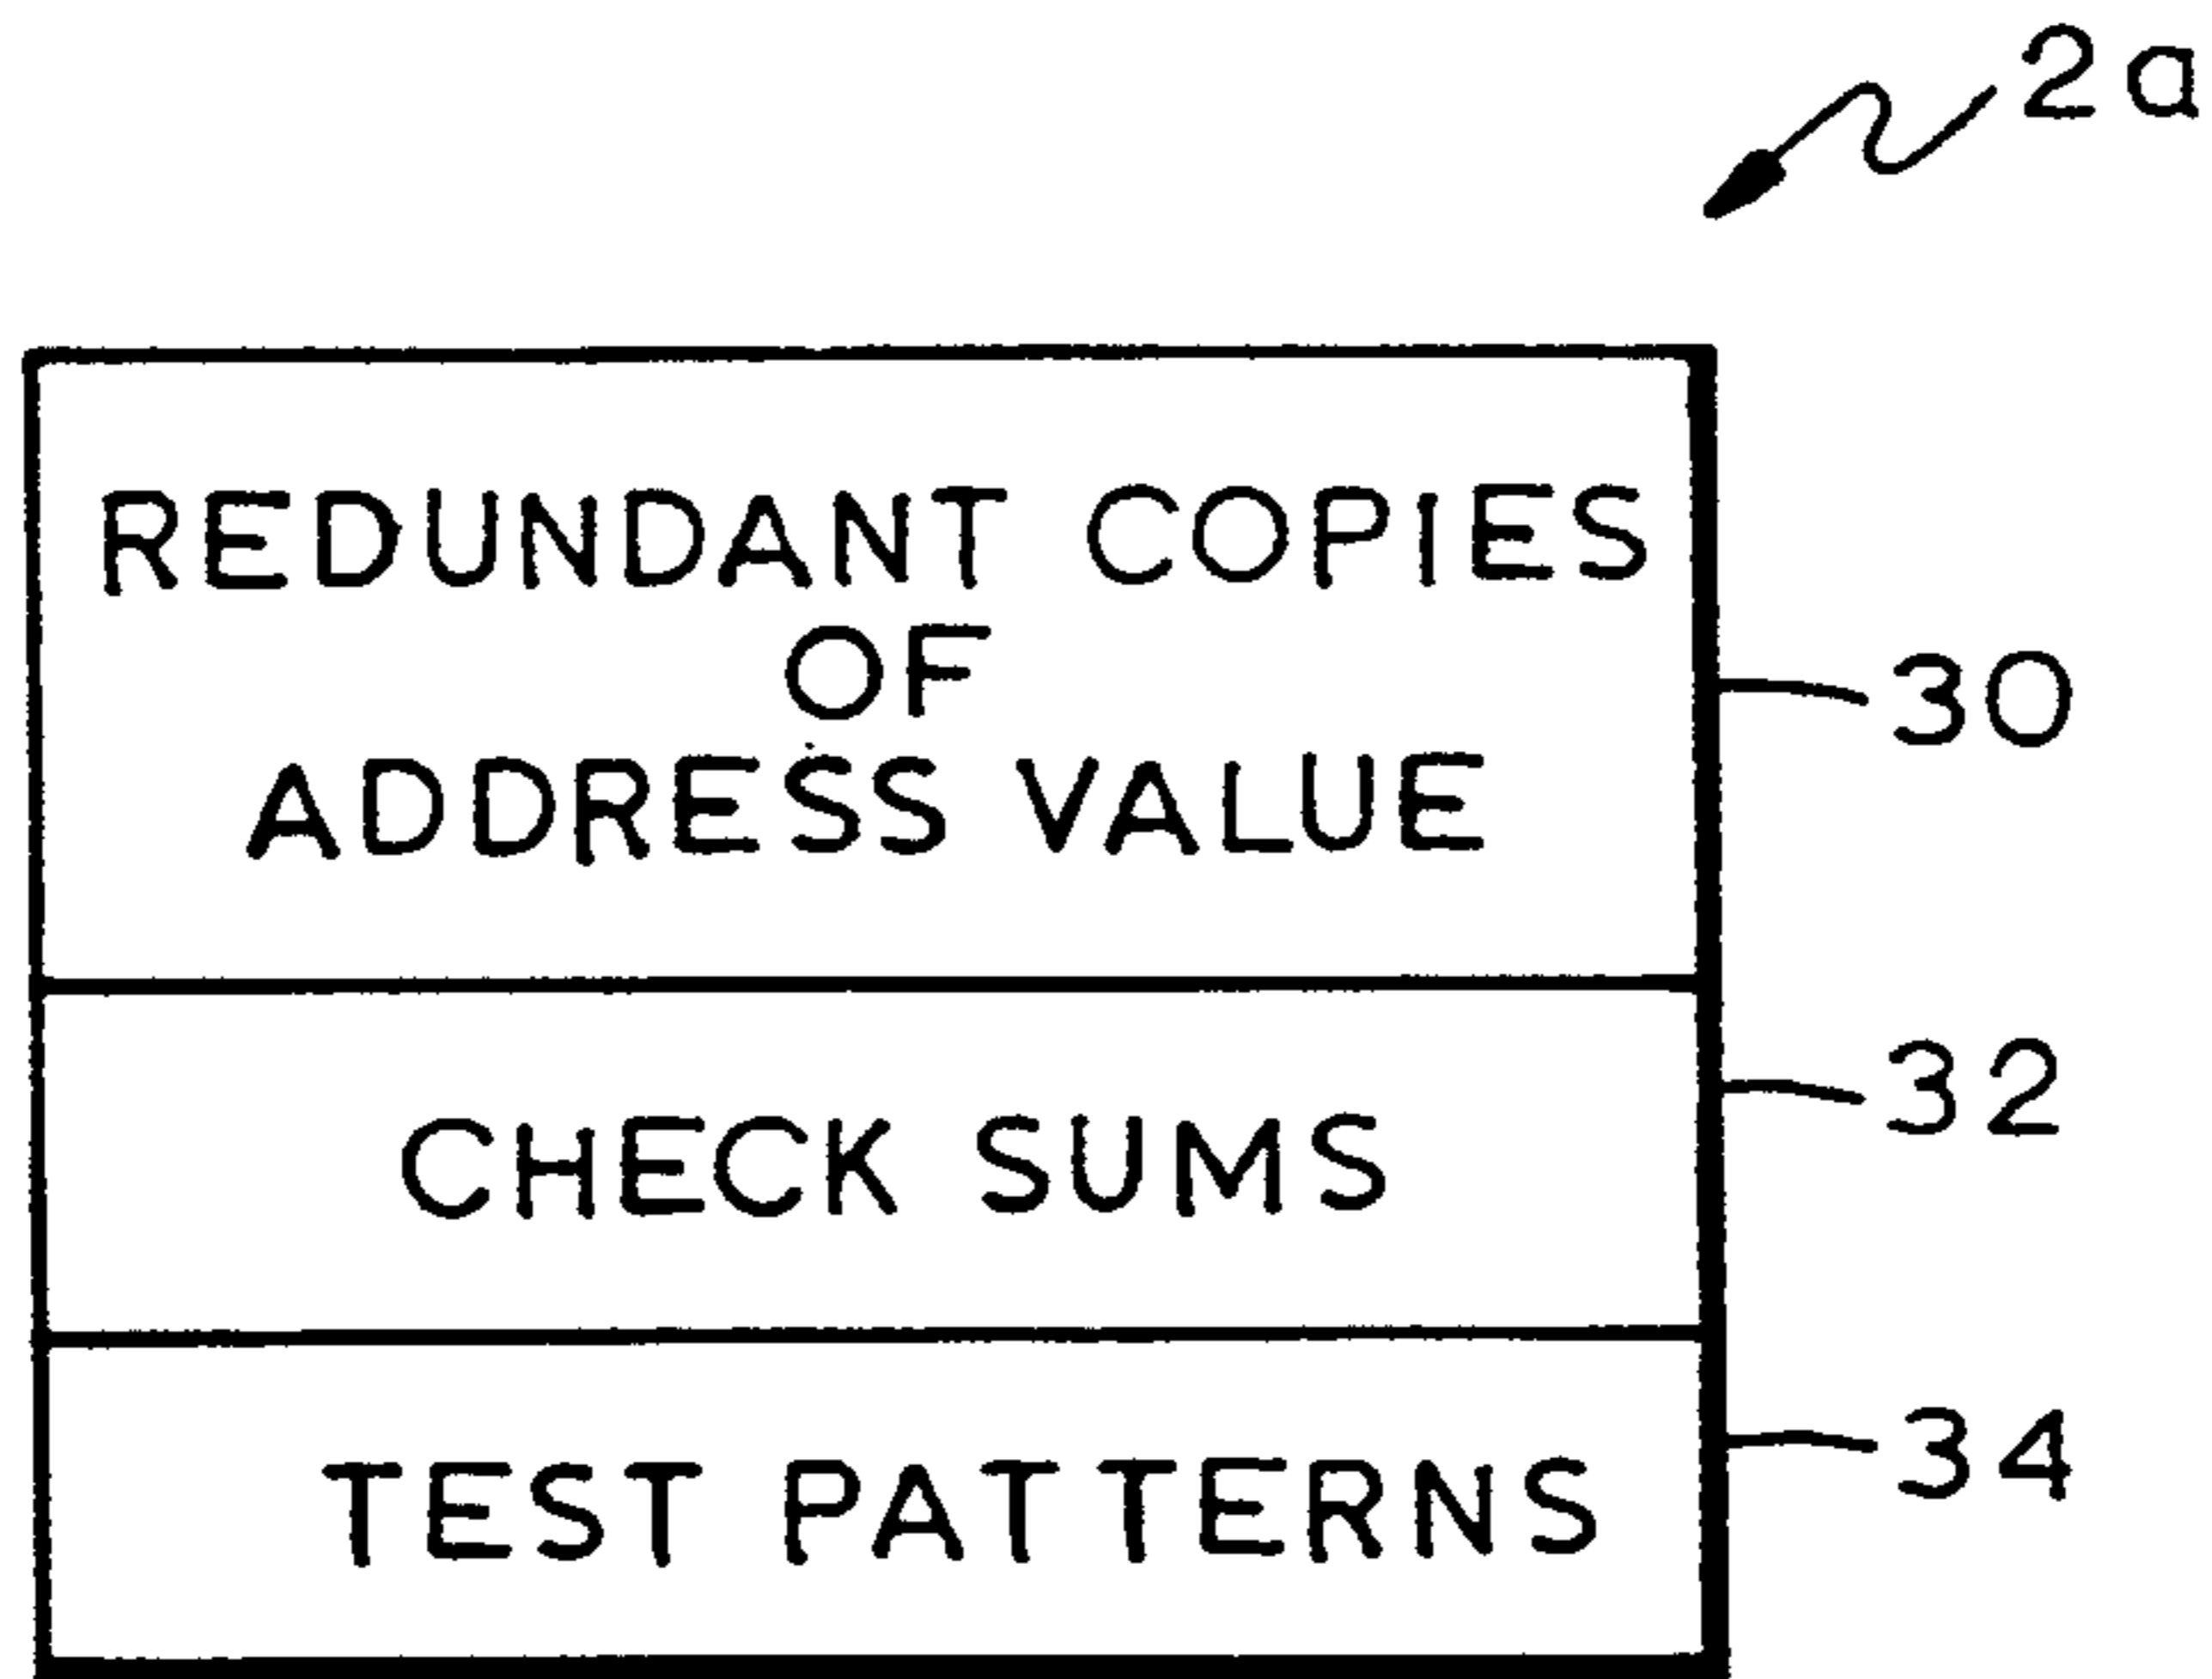 2a
REDUNDANT COPIES
OF
ADDRESS VALUE
30
CHECK SUMS
32
TEST PATTERNS
34